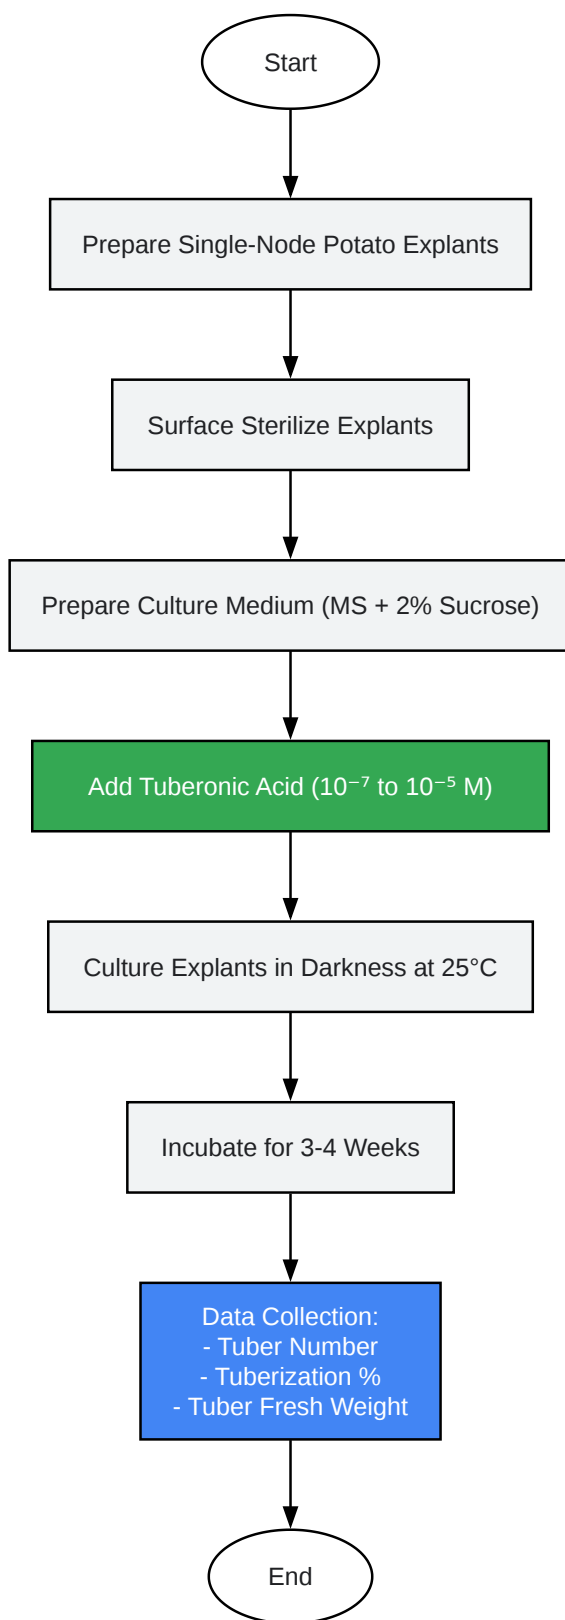 Start
Prepare Single-Node Potato Explants
Surface Sterilize Explants
Prepare Culture Medium (MS + 2% Sucrose)
Add Tuberonic Acid (10⁻⁷ to 10⁻⁵ M)
Culture Explants in Darkness at 25°C
Incubate for 3-4 Weeks
Data Collection:
- Tuber Number
- Tuberization %
- Tuber Fresh Weight
End